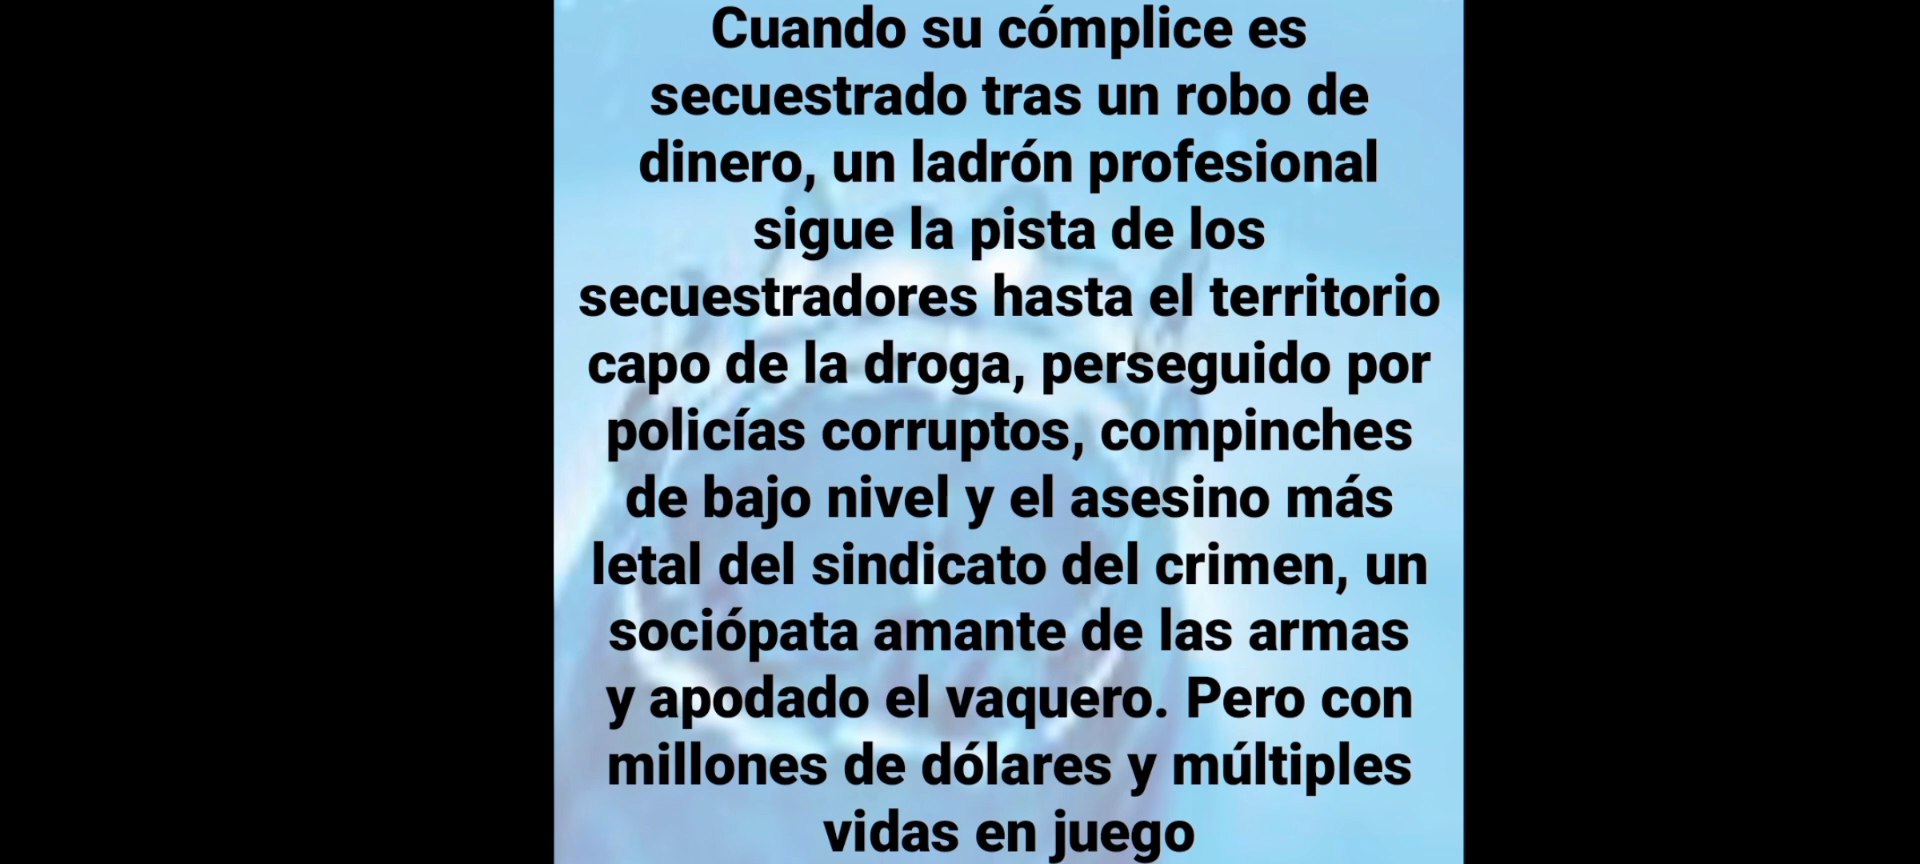 Cuando su cómplice es
secuestrado tras un robo de
dinero, un ladrón profesional
sigue la pista de los
secuestradores hasta el territorio
capo de la droga, perseguido por
policías corruptos, compinches
de bajo nivel y el asesino más
letal del sindicato del crimen, un
sociópata amante de las armas
y apodado el vaquero. Pero con
millones de dólares y múltiples
vidas en juego